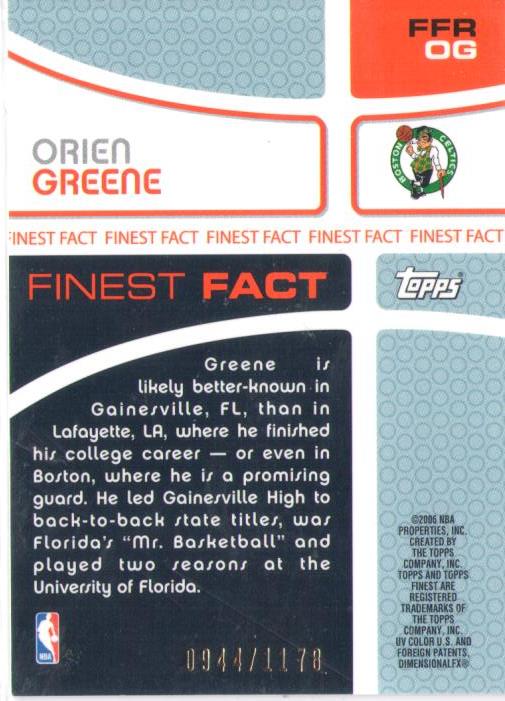 FFR
OG
ORIEN
GREENE
BOSTON CELTICS
FINEST FACT FINEST FACT FINEST FACT FINEST FACT FINEST FACT
FINEST FACT
topps
Greene is
likely better-known in
Gainesville, FL, than in
Lafayette, LA, where he finished
his college career — or even in
Boston, where he is a promising
guard. He led Gainesville High to
back-to-back state titles, was
Florida's "Mr. Basketball" and
played two seasons at the
University of Florida.
©2006 NBA
PROPERTIES, INC.
CREATED BY
THE TOPPS
COMPANY, INC.
TOPPS AND TOPPS
FINEST ARE
REGISTERED
TRADEMARKS OF
THE TOPPS
COMPANY, INC.
UV COLOR U.S. AND
FOREIGN PATENTS.
DIMENSIONALFX®
NBA
0944/1178